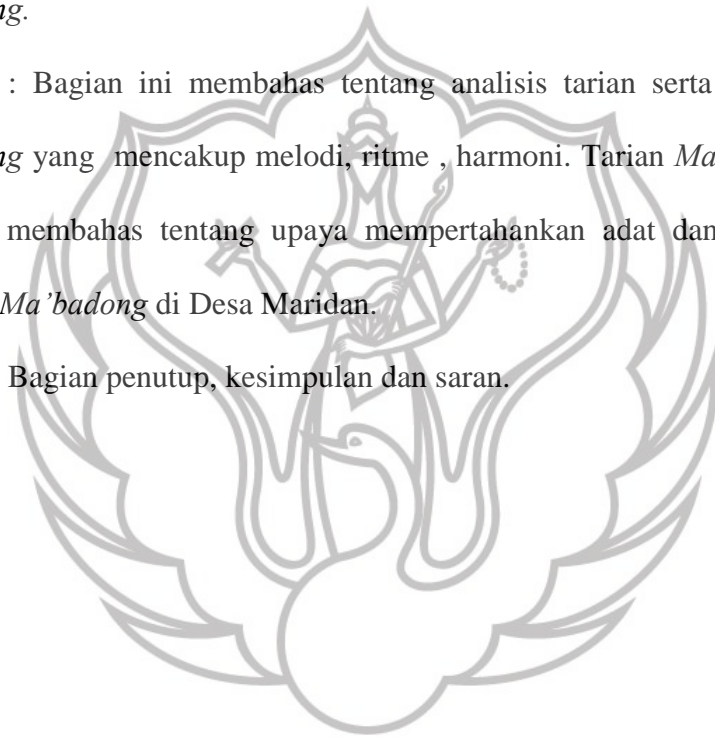 ng.
: Bagian ini membahas tentang analisis tarian serta
ng yang mencakup melodi, ritme , harmoni. Tarian Ma
membahas tentang upaya mempertahankan adat dan
Ma’badong di Desa Maridan.
Bagian penutup, kesimpulan dan saran.